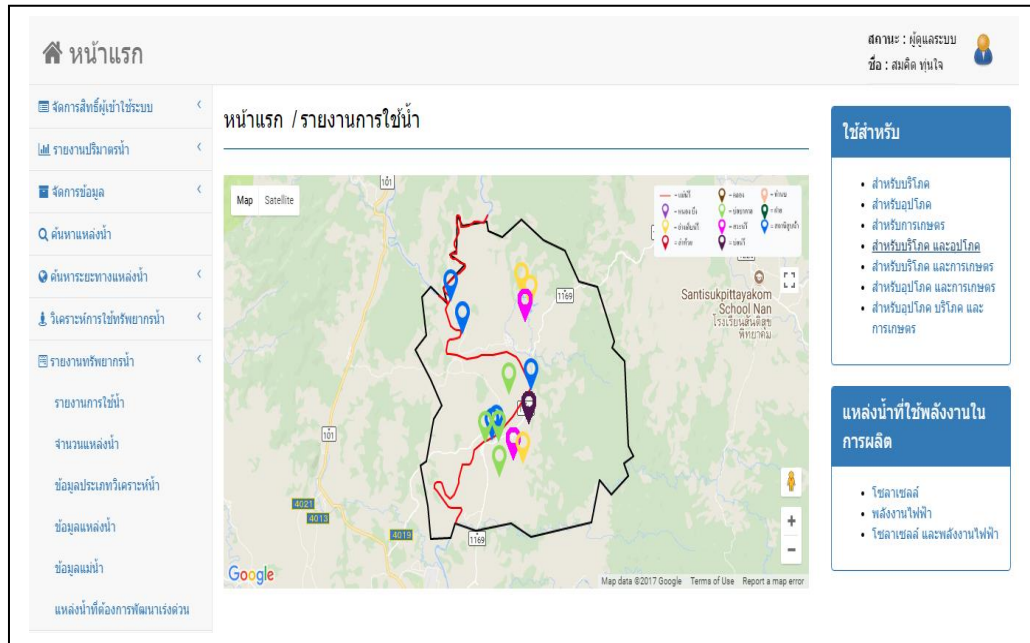 หน้าแรก
สถานะ : ผู้ดูแลระบบ
ชื่อ : สมคิด ทุ่นใจ
จัดการสิทธิ์ผู้เข้าใช้ระบบ
รายงานปริมาตรน้ำ
จัดการข้อมูล
ค้นหาแหล่งน้ำ
ค้นหาระยะทางแหล่งน้ำ
วิเคราะห์การใช้ทรัพยากรน้ำ
รายงานทรัพยากรน้ำ
รายงานการใช้น้ำ
จำนวนแหล่งน้ำ
ข้อมูลประเภทวิเคราะห์น้ำ
ข้อมูลแหล่งน้ำ
ข้อมูลแม่น้ำ
แหล่งน้ำที่ต้องการพัฒนาเร่งด่วน
หน้าแรก / รายงานการใช้น้ำ
Map Satellite
101
1169
Santisukpittayakom
School Nan
โรงเรียนสันติสุข
พิทยาคม
101
4021
4013
4019
1169
Google
Map data ©2017 Google Terms of Use Report a map error
ใช้สำหรับ
สำหรับบริโภค
สำหรับอุปโภค
สำหรับการเกษตร
สำหรับบริโภค และอุปโภค
สำหรับบริโภค และการเกษตร
สำหรับอุปโภค และการเกษตร
สำหรับอุปโภค บริโภค และ
การเกษตร
แหล่งน้ำที่ใช้พลังงานใน
การผลิต
โซลาเซลล์
พลังงานไฟฟ้า
โซลาเซลล์ และพลังงานไฟฟ้า